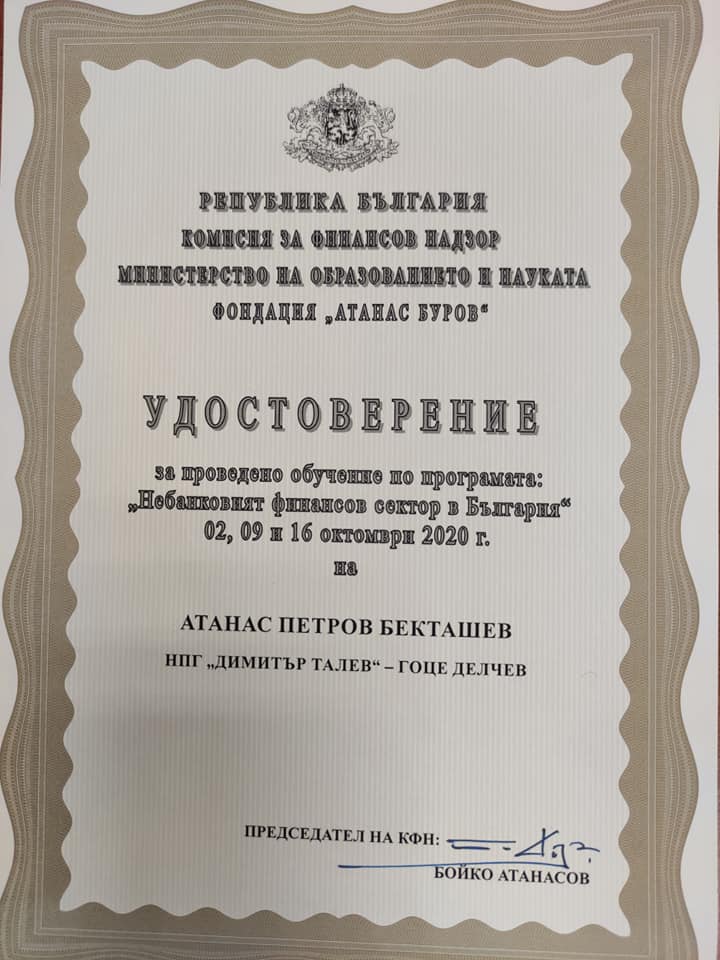 РЕПУБЛИКА БЪЛГАРИЯ
КОМИСИЯ ЗА ФИНАНСОВ НАДЗОР
МИНИСТЕРСТВО НА ОБРАЗОВАНИЕТО И НАУКАТА
ФОНДАЦИЯ „АТАНАС БУРОВ“
УДОСТОВЕРЕНИЕ
за проведено обучение по програмата:
„Небанковият финансов сектор в България“
02, 09 и 16 октомври 2020 г.
на
АТАНАС ПЕТРОВ БЕКТАШЕВ
НПГ „ДИМИТЪР ТАЛЕВ“ – ГОЦЕ ДЕЛЧЕВ
ПРЕДСЕДАТЕЛ НА КФН:
БОЙКО АТАНАСОВ